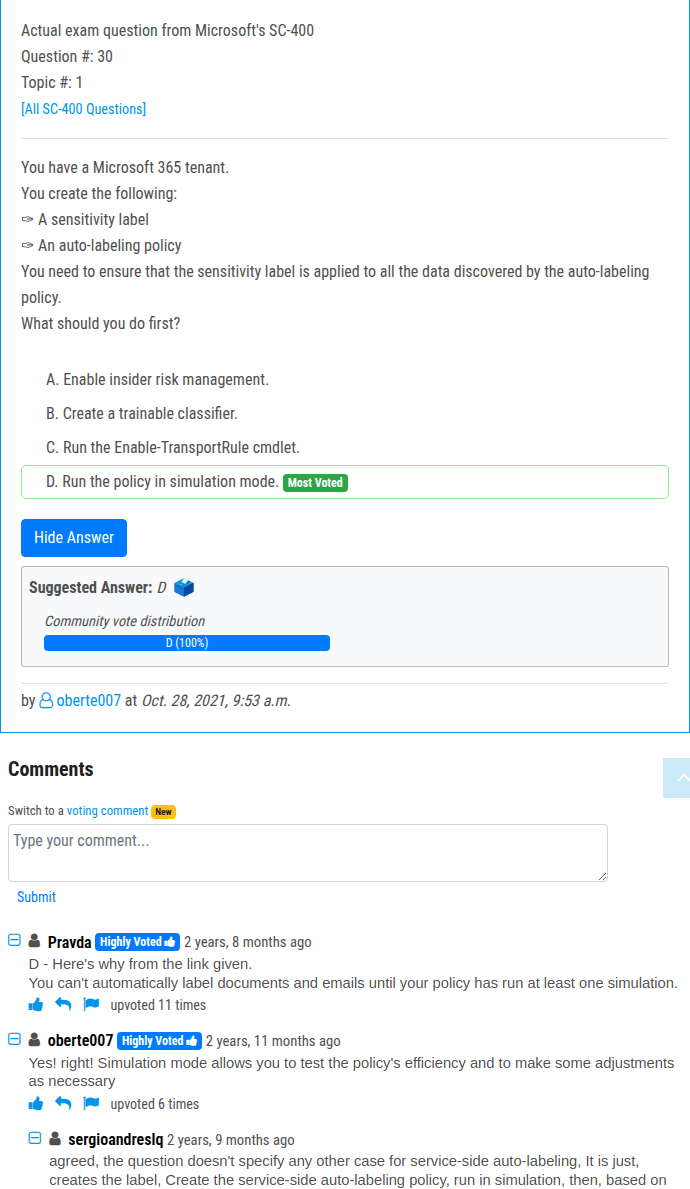 Actual exam question from Microsoft's SC-400
Question #: 30
Topic #: 1
[All SC-400 Questions]
You have a Microsoft 365 tenant.
You create the following:
✑ A sensitivity label
✑ An auto-labeling policy
You need to ensure that the sensitivity label is applied to all the data discovered by the auto-labeling
policy.
What should you do first?
A. Enable insider risk management.
B. Create a trainable classifier.
C. Run the Enable-TransportRule cmdlet.
D. Run the policy in simulation mode. Most Voted
Hide Answer
Suggested Answer: D
Community vote distribution
D (100%)
by oberte007 at Oct. 28, 2021, 9:53 a.m.
Comments
Switch to a voting comment New
Type your comment...
Submit
Pravda Highly Voted 2 years, 8 months ago
D - Here's why from the link given.
You can't automatically label documents and emails until your policy has run at least one simulation.
upvoted 11 times
oberte007 Highly Voted 2 years, 11 months ago
Yes! right! Simulation mode allows you to test the policy's efficiency and to make some adjustments
as necessary
upvoted 6 times
sergioandreslq 2 years, 9 months ago
agreed, the question doesn't specify any other case for service-side auto-labeling, It is just,
creates the label, Create the service-side auto-labeling policy, run in simulation, then, based on